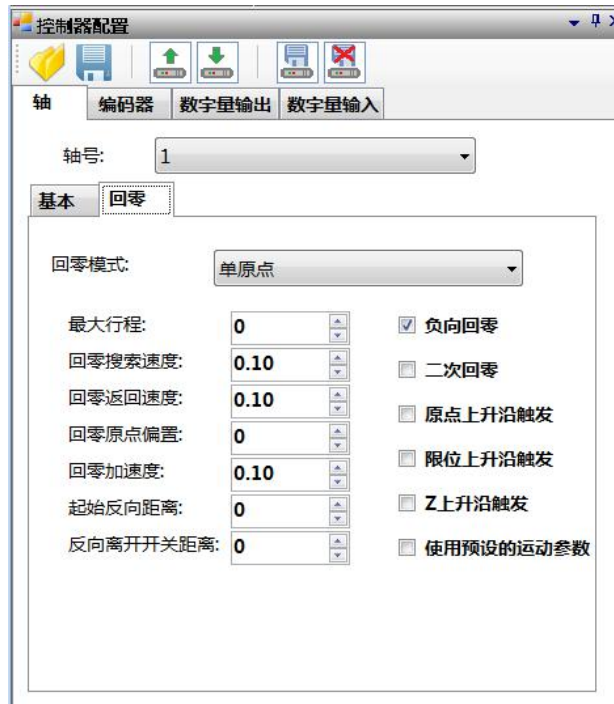 控制器配置
轴 编码器 数字量输出 数字量输入
轴号: 1
基本 回零
回零模式: 单原点
最大行程: 0 负向回零
回零搜索速度: 0.10 二次回零
回零返回速度: 0.10 原点上升沿触发
回零原点偏置: 0 限位上升沿触发
回零加速度: 0.10
起始反向距离: 0 Z上升沿触发
反向离开开关距离: 0 使用预设的运动参数